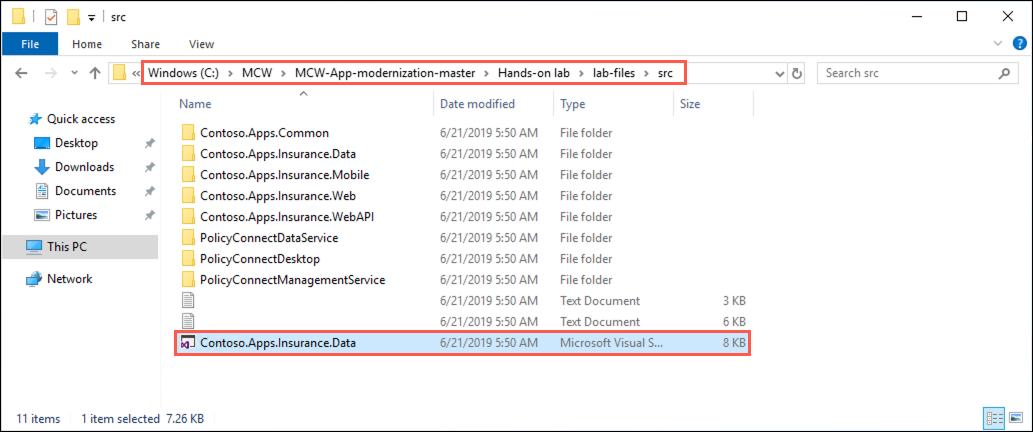 src
File Home Share View
« Windows (C:) > MCW > MCW-App-modernization-master > Hands-on lab > lab-files > src Search src
Name Date modified Type Size
Quick access
Desktop
Downloads
Documents
Pictures
This PC
Network
Contoso.Apps.Common 6/21/2019 5:50 AM File folder
Contoso.Apps.Insurance.Data 6/21/2019 5:50 AM File folder
Contoso.Apps.Insurance.Mobile 6/21/2019 5:50 AM File folder
Contoso.Apps.Insurance.Web 6/21/2019 5:50 AM File folder
Contoso.Apps.Insurance.WebAPI 6/21/2019 5:50 AM File folder
PolicyConnectDataService 6/21/2019 5:50 AM File folder
PolicyConnectDesktop 6/21/2019 5:50 AM File folder
PolicyConnectManagementService 6/21/2019 5:50 AM File folder
6/21/2019 5:50 AM Text Document 3 KB
6/21/2019 5:50 AM Text Document 6 KB
Contoso.Apps.Insurance.Data 6/21/2019 5:50 AM Microsoft Visual S... 8 KB
11 items 1 item selected 7.26 KB